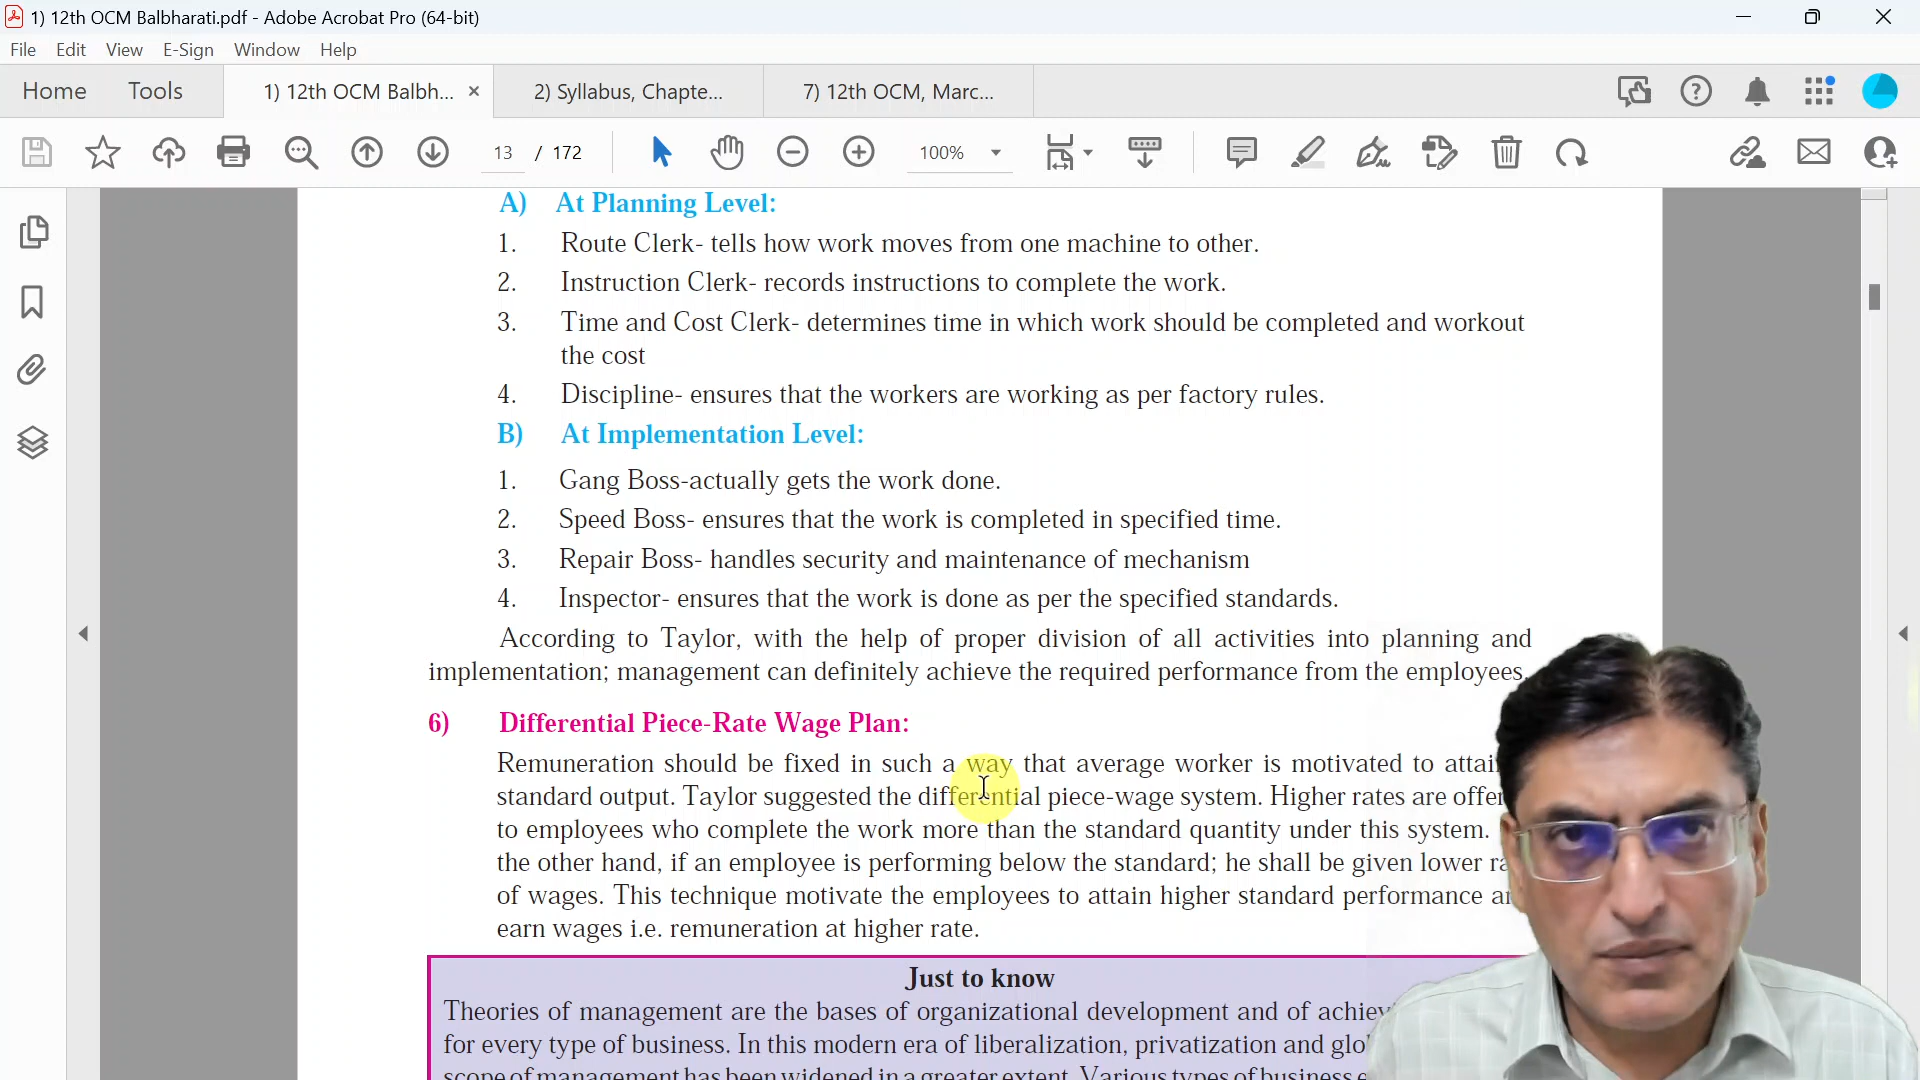 1) 12th OCM Balbharati.pdf - Adobe Acrobat Pro (64-bit)
File Edit View E-Sign Window Help
Home Tools 1) 12th OCM Balbh... 2) Syllabus, Chapte... 7) 12th OCM, Marc...
13 / 172 100%
A) At Planning Level:
1. Route Clerk- tells how work moves from one machine to other.
2. Instruction Clerk- records instructions to complete the work.
3. Time and Cost Clerk- determines time in which work should be completed and workout
the cost
4. Discipline- ensures that the workers are working as per factory rules.
B) At Implementation Level:
1. Gang Boss-actually gets the work done.
2. Speed Boss- ensures that the work is completed in specified time.
3. Repair Boss- handles security and maintenance of mechanism
4. Inspector- ensures that the work is done as per the specified standards.
According to Taylor, with the help of proper division of all activities into planning and
implementation; management can definitely achieve the required performance from the employees.
6) Differential Piece-Rate Wage Plan:
Remuneration should be fixed in such a way that average worker is motivated to
standard output. Taylor suggested the differential piece-wage system. Higher rates are
to employees who complete the work more than the standard quantity under this system.
the other hand, if an employee is performing below the standard; he shall be given lower
of wages. This technique motivate the employees to attain higher standard performance
earn wages i.e. remuneration at higher rate.
Just to know
Theories of management are the bases of organizational development and of
for every type of business. In this modern era of liberalization, privatization and
scope of management has been widened in a greater extent. Various types of business